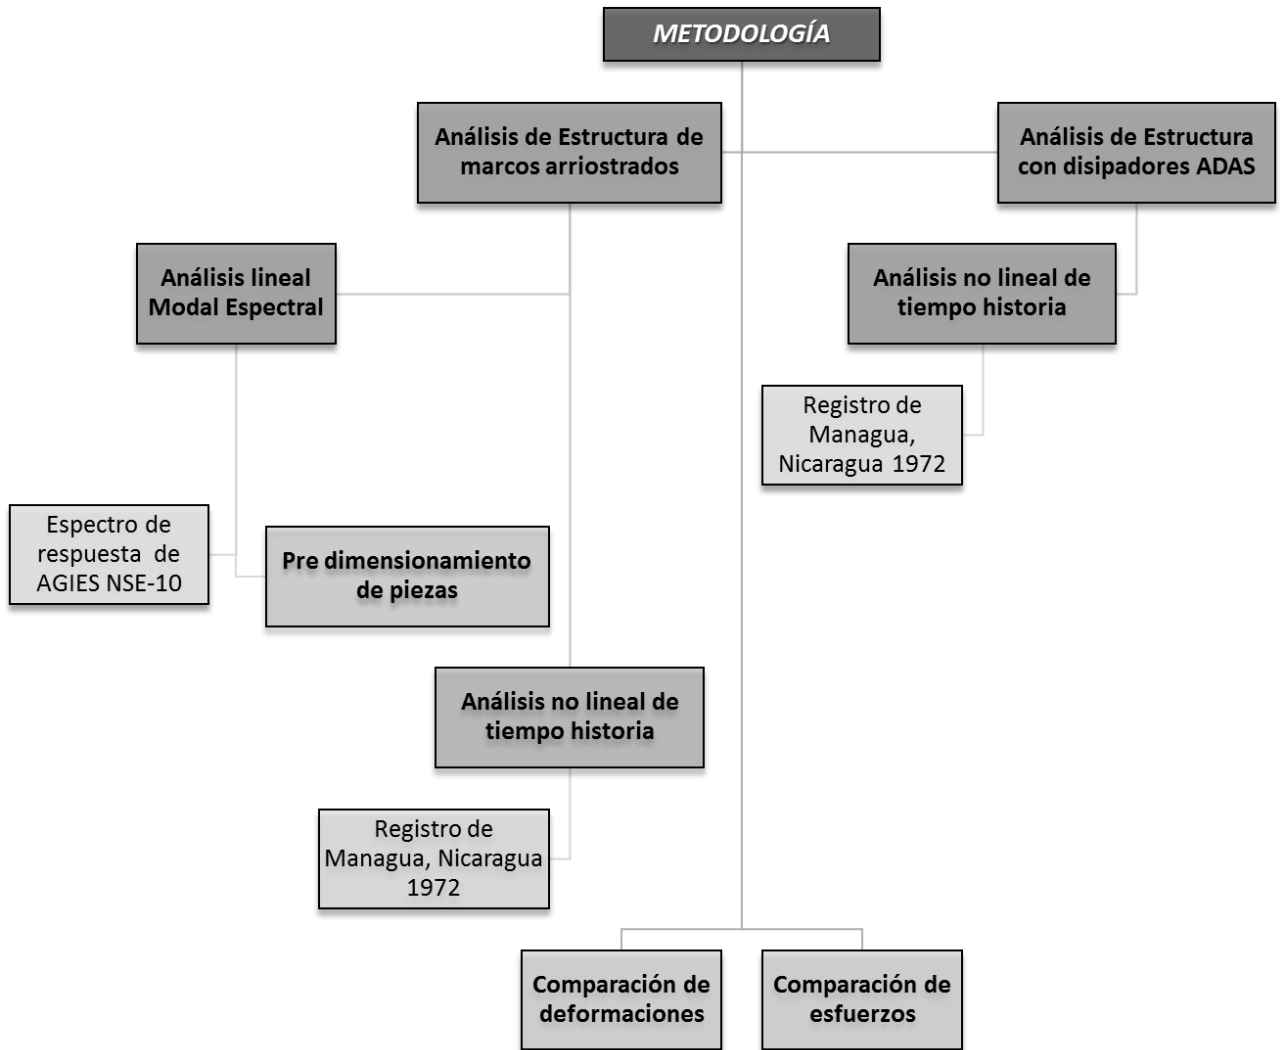 METODOLOGÍA
Análisis de Estructura de
marcos arriostrados
Análisis de Estructura
con disipadores ADAS
Análisis lineal
Modal Espectral
Análisis no lineal de
tiempo historia
Registro de
Managua,
Nicaragua 1972
Espectro de
respuesta de
AGIES NSE-10
Pre dimensionamiento
de piezas
Análisis no lineal de
tiempo historia
Registro de
Managua, Nicaragua
1972
Comparación de
deformaciones
Comparación de
esfuerzos